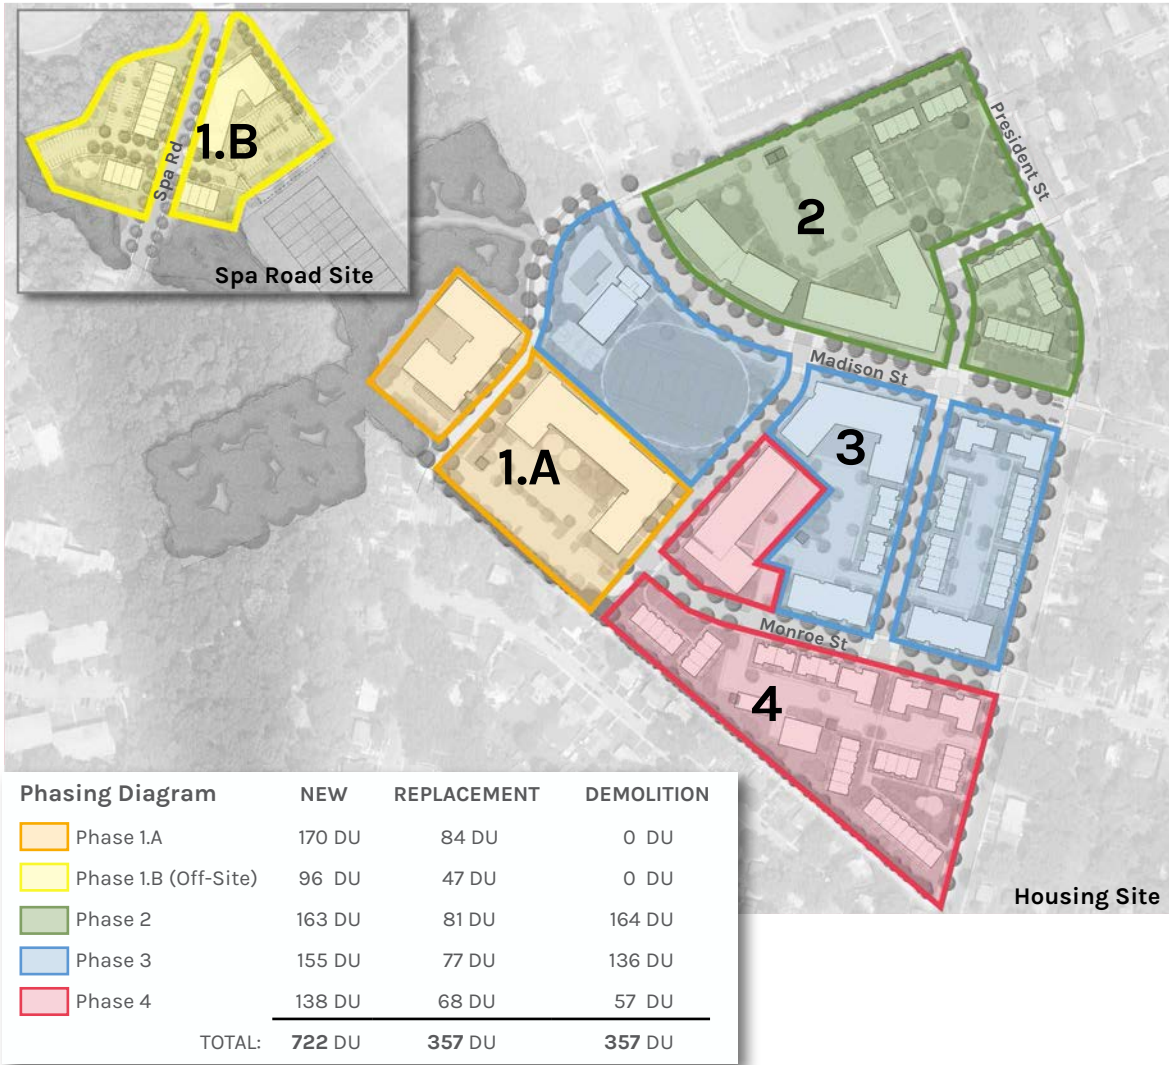 1.B
Spa Rd
Spa Road Site
President St
2
Madison St
1.A
3
Monroe St
4
Housing Site
Phasing Diagram NEW REPLACEMENT DEMOLITION
Phase 1.A 170 DU 84 DU 0 DU
Phase 1.B (Off-Site) 96 DU 47 DU 0 DU
Phase 2 163 DU 81 DU 164 DU
Phase 3 155 DU 77 DU 136 DU
Phase 4 138 DU 68 DU 57 DU
TOTAL: 722 DU 357 DU 357 DU